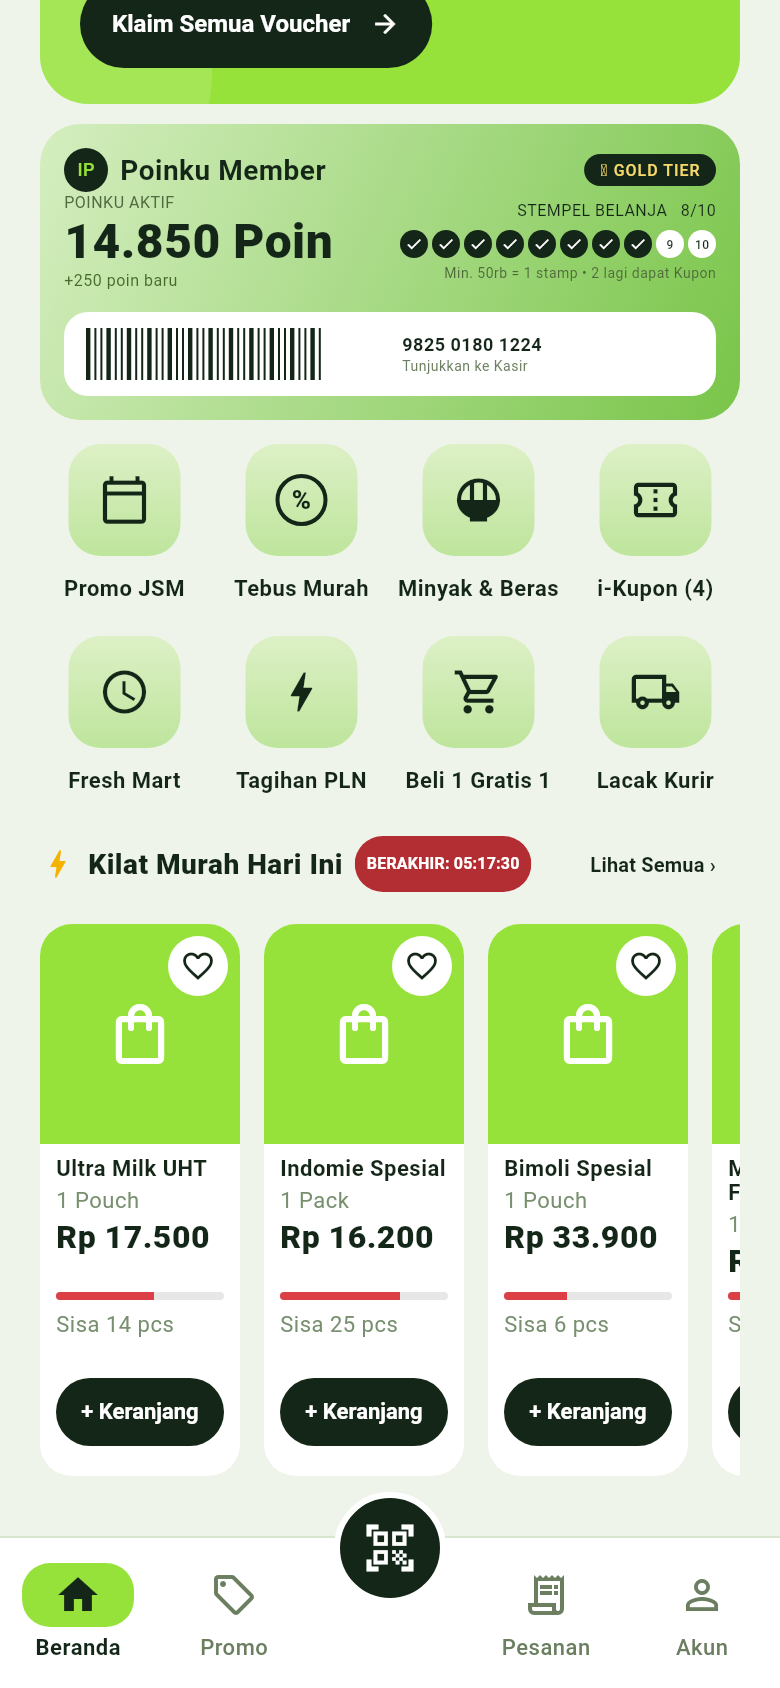 Klaim Semua Voucher →
IP Poinku Member
GOLD TIER
POINKU AKTIF
14.850 Poin
+250 poin baru
STEMPEL BELANJA 8/10
9 10
Min. 50rb = 1 stamp • 2 lagi dapat Kupon
9825 0180 1224
Tunjukkan ke Kasir
%
Promo JSM
Tebus Murah
Minyak & Beras
i-Kupon (4)
Fresh Mart
Tagihan PLN
Beli 1 Gratis 1
Lacak Kurir
Kilat Murah Hari Ini
BERAKHIR: 05:17:30
Lihat Semua ›
Ultra Milk UHT
1 Pouch
Rp 17.500
Sisa 14 pcs
+ Keranjang
Indomie Spesial
1 Pack
Rp 16.200
Sisa 25 pcs
+ Keranjang
Bimoli Spesial
1 Pouch
Rp 33.900
Sisa 6 pcs
+ Keranjang
Beranda
Promo
Pesanan
Akun